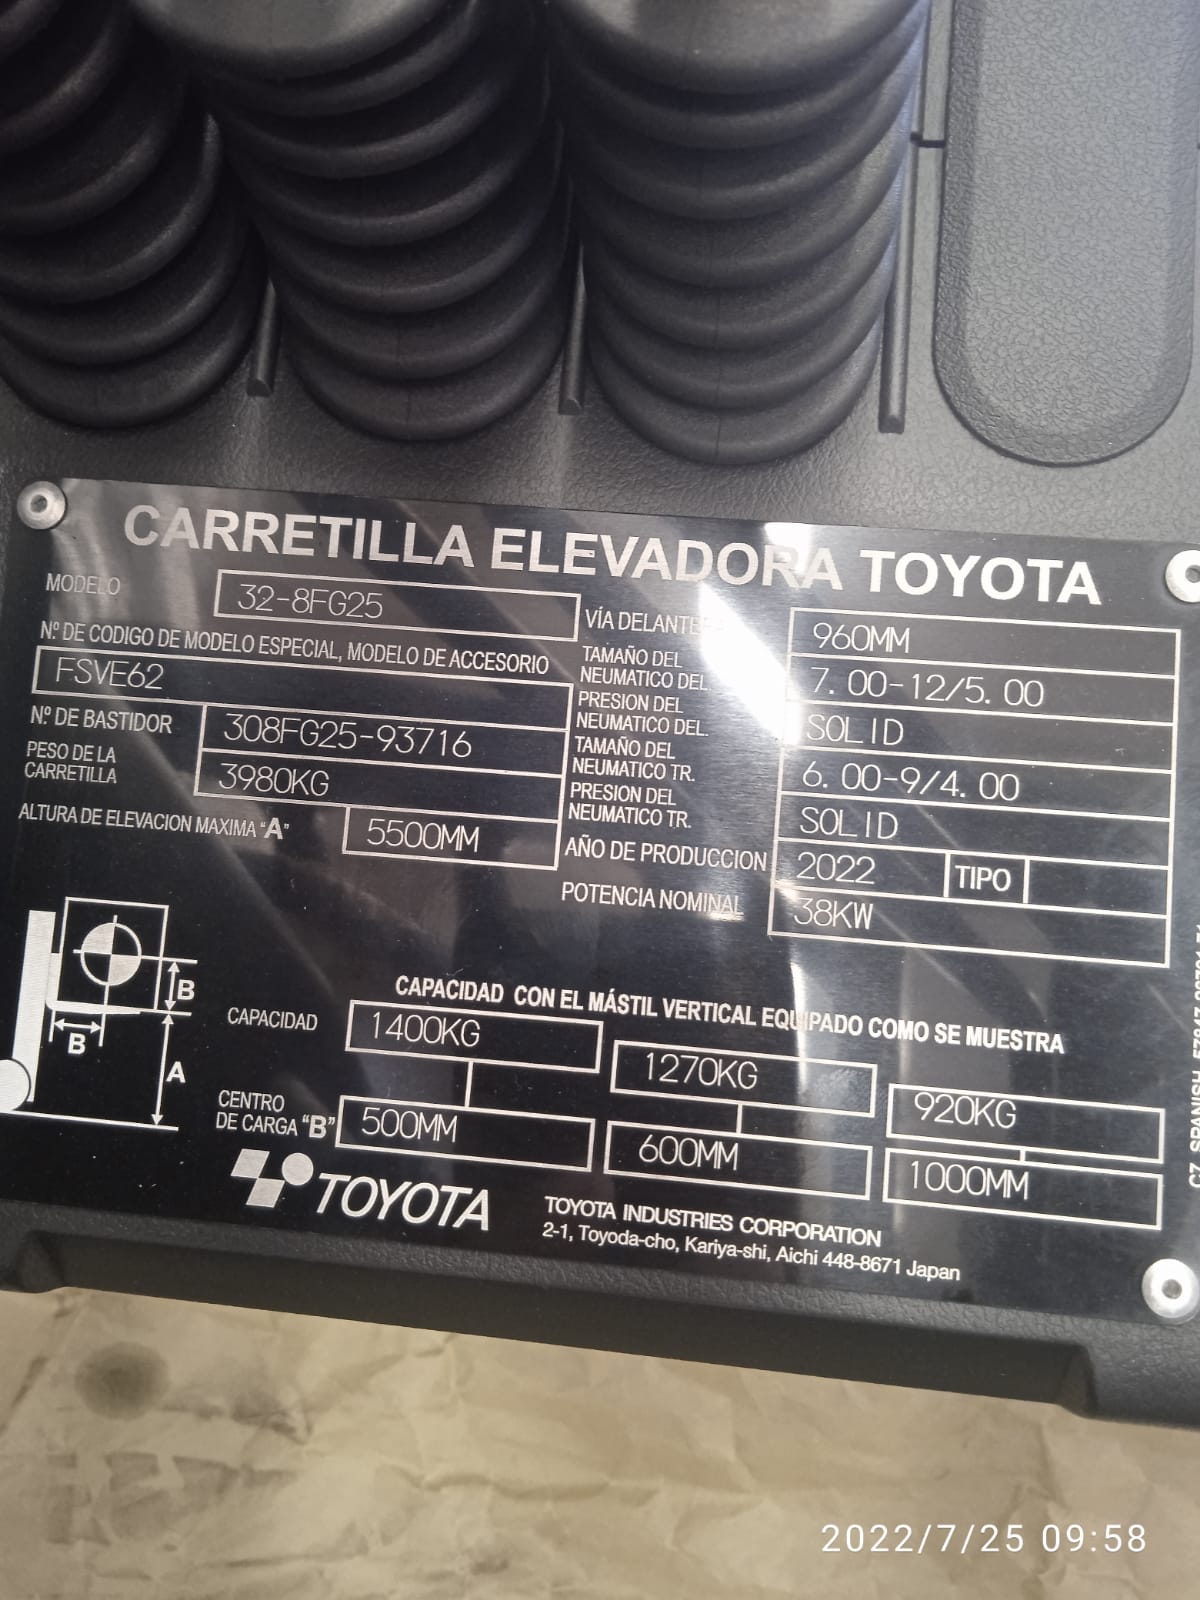 CARRETILLA ELEVADORA TOYOTA
MODELO 32-8FG25
Nº DE CODIGO DE MODELO ESPECIAL, MODELO DE ACCESORIO
FSVE62
Nº DE BASTIDOR 308FG25-93716
PESO DE LA
CARRETILLA 3980KG
ALTURA DE ELEVACION MAXIMA "A" 5500MM
VÍA DELANTE 960MM
TAMAÑO DEL
NEUMATICO DEL. 7. 00-12/5. 00
PRESION DEL
NEUMATICO DEL. SOLID
TAMAÑO DEL
NEUMATICO TR. 6. 00-9/4. 00
PRESION DEL
NEUMATICO TR. SOLID
AÑO DE PRODUCCION 2022 TIPO
POTENCIA NOMINAL 38KW
B
B
A
CAPACIDAD CON EL MÁSTIL VERTICAL EQUIPADO COMO SE MUESTRA
CAPACIDAD 1400KG 1270KG 920KG
CENTRO
DE CARGA "B" 500MM 600MM 1000MM
TOYOTA
TOYOTA INDUSTRIES CORPORATION
2-1, Toyoda-cho, Kariya-shi, Aichi 448-8671 Japan
SPANISH
2022/7/25 09:58